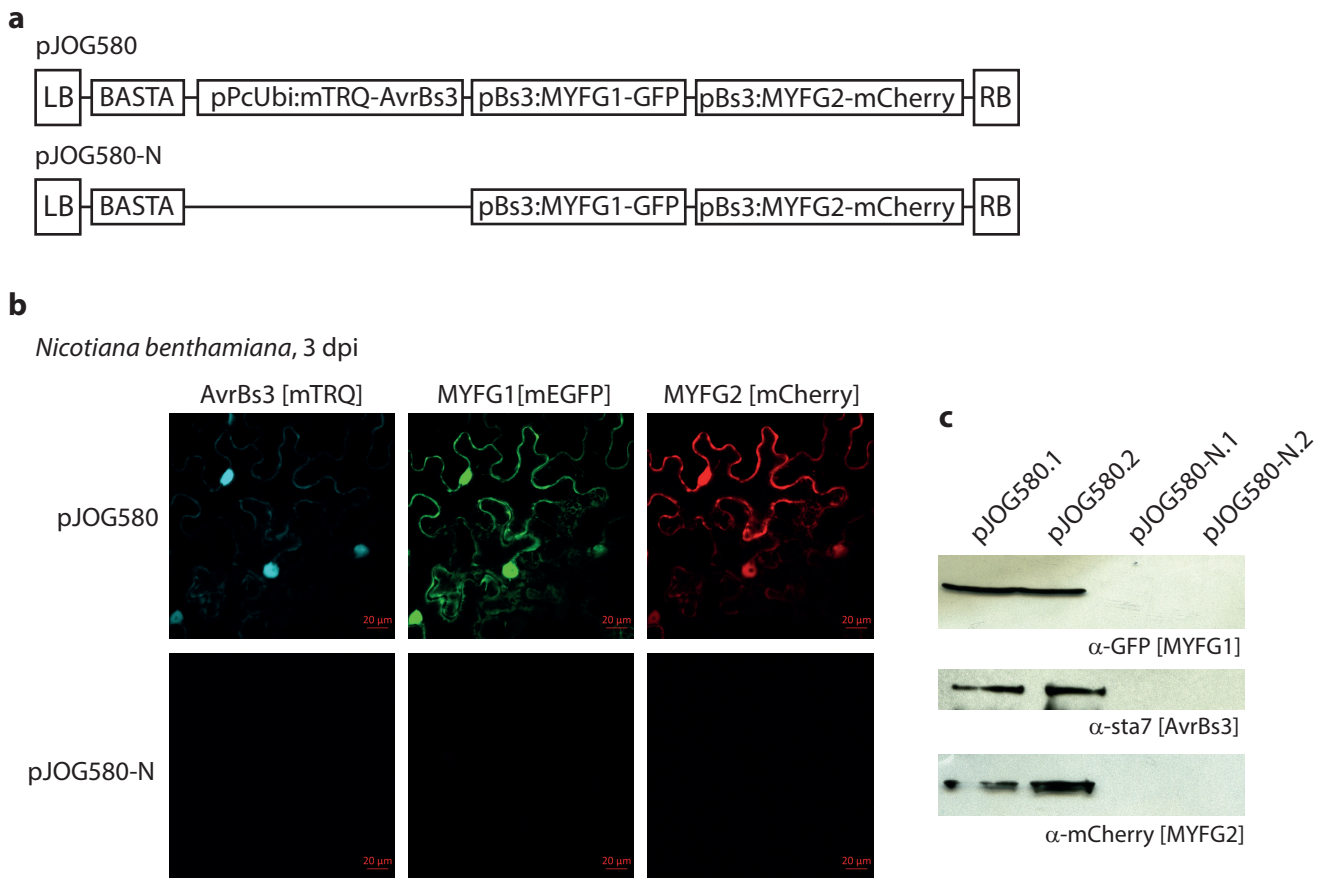 a
pJOG580
LB BASTA pPcUbi:mTRQ-AvrBs3 pBs3:MYFG1-GFP pBs3:MYFG2-mCherry RB
pJOG580-N
LB BASTA pBs3:MYFG1-GFP pBs3:MYFG2-mCherry RB
b
Nicotiana benthamiana, 3 dpi
AvrBs3 [mTRQ] MYFG1[mEGFP] MYFG2 [mCherry]
pJOG580
20 µm 20 µm 20 µm
pJOG580-N
20 µm 20 µm 20 µm
c
pJOG580.1 pJOG580.2 pJOG580-N.1 pJOG580-N.2
α-GFP [MYFG1]
α-sta7 [AvrBs3]
α-mCherry [MYFG2]